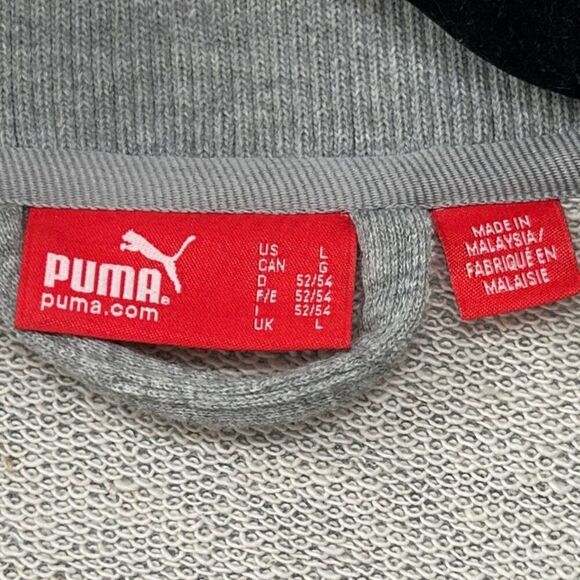 PUMA®
puma.com
US L
CAN G
D 52/54
F/E 52/54
I 52/54
UK L
MADE IN
MALAYSIA/
FABRIQUÉ EN
MALAISIE